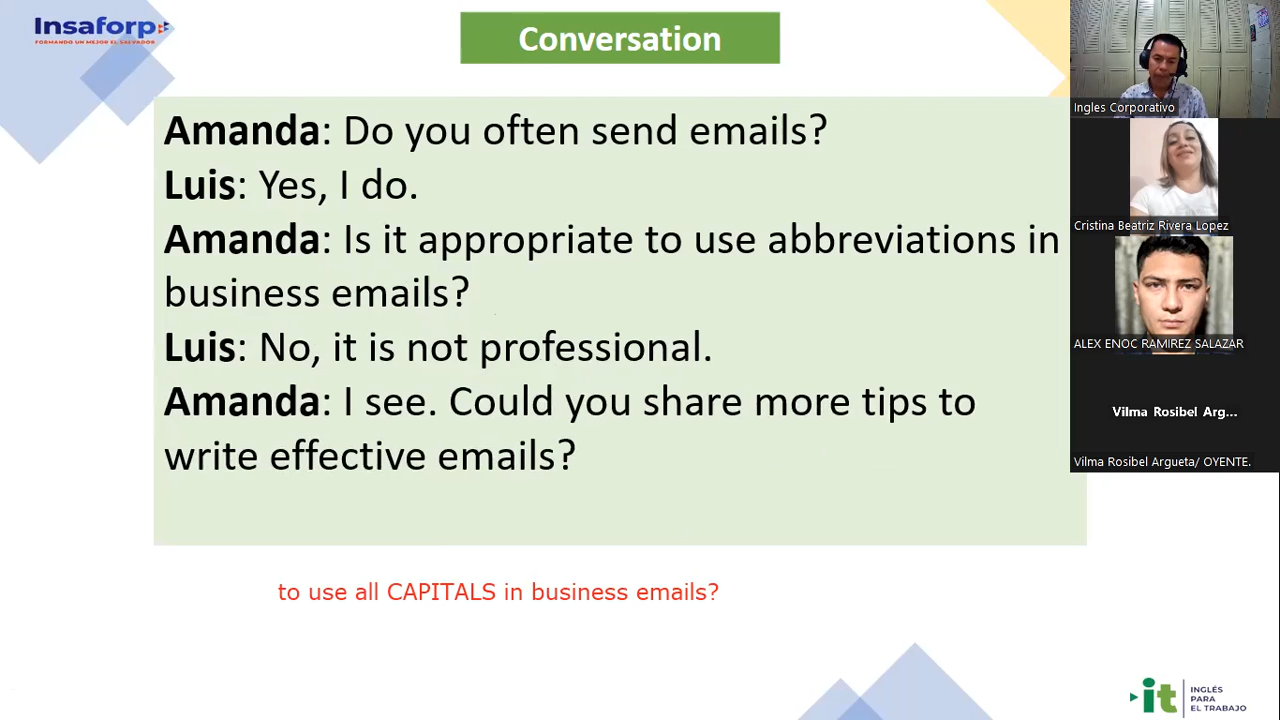 Insaforp
FORMANDO UN MEJOR EL SALVADOR
Conversation
Amanda: Do you often send emails?
Luis: Yes, I do.
Amanda: Is it appropriate to use abbreviations in
business emails?
Luis: No, it is not professional.
Amanda: I see. Could you share more tips to
write effective emails?
to use all CAPITALS in business emails?
Ingles Corporativo
Cristina Beatriz Rivera Lopez
ALEX ENOC RAMIREZ SALAZAR
Vilma Rosibel Arg...
Vilma Rosibel Argueta/ OYENTE.
it
INGLÉS
PARA
EL TRABAJO